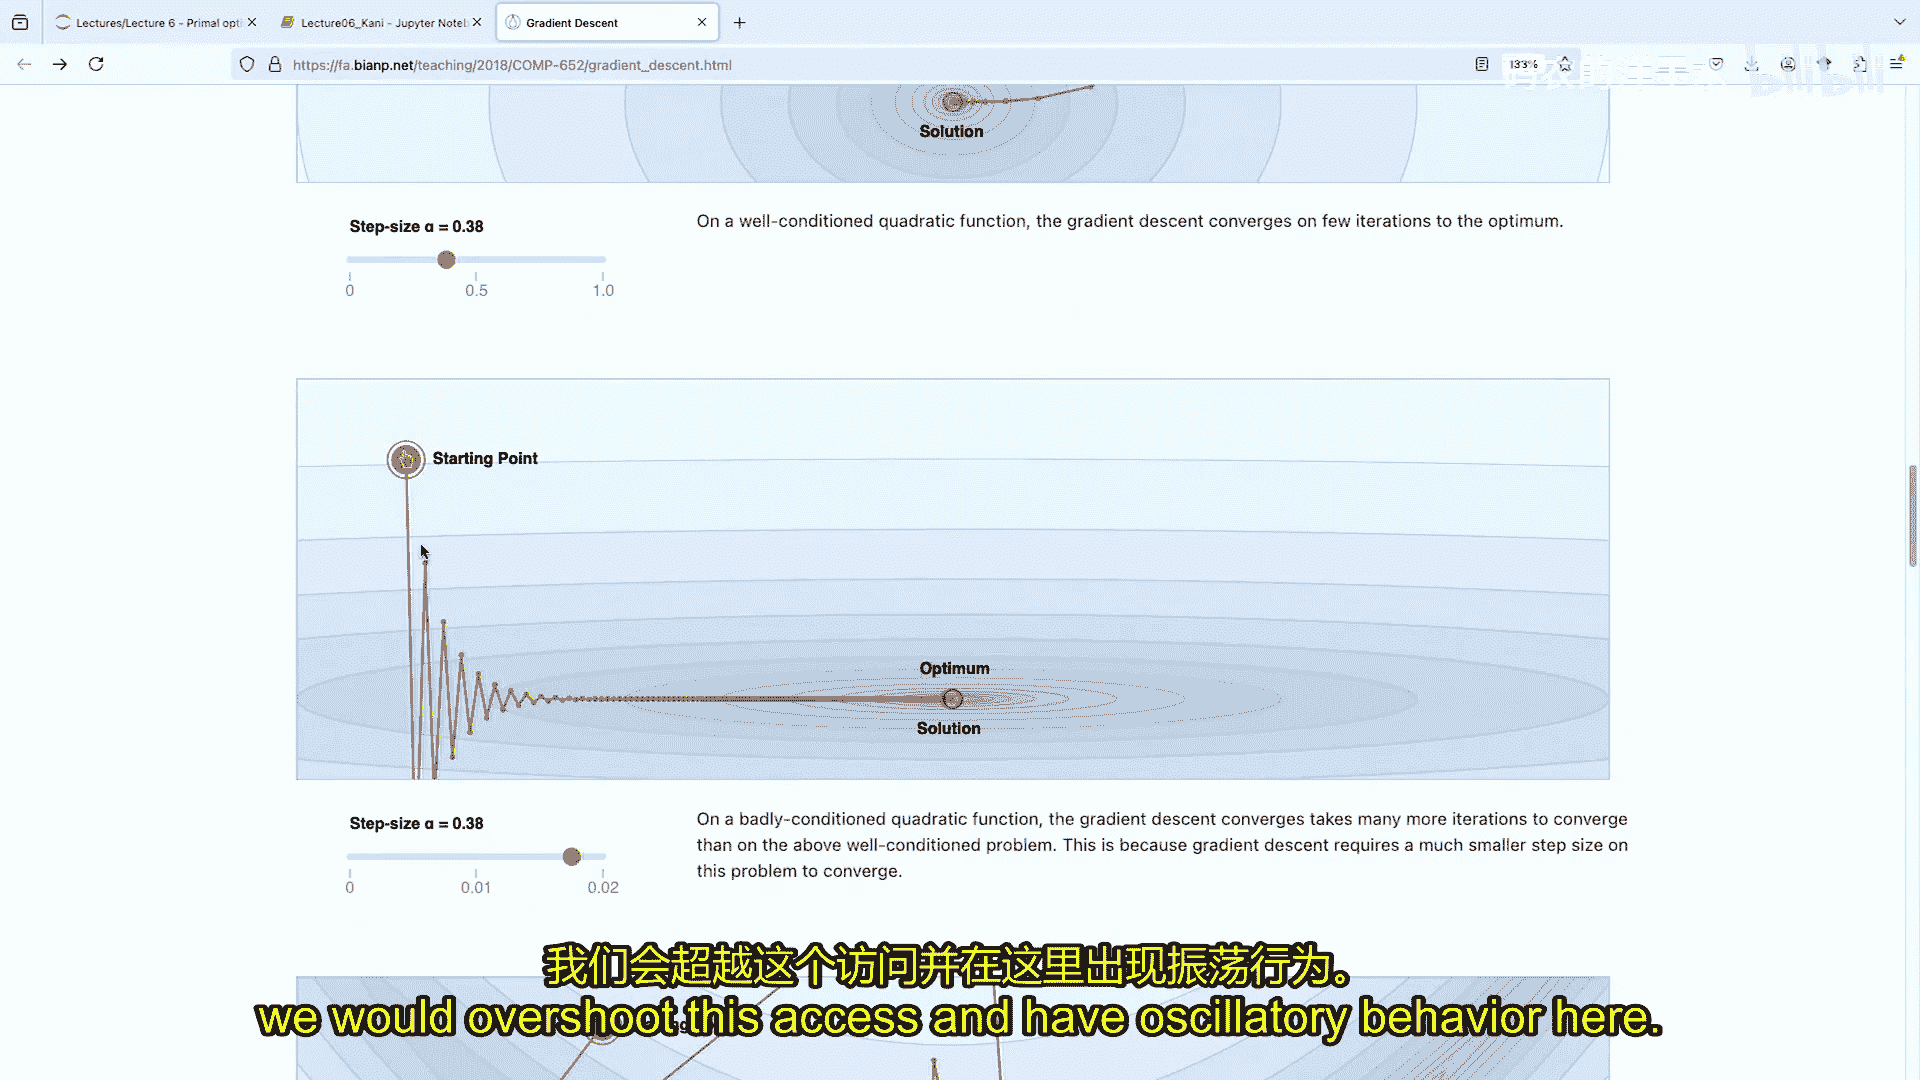 Lectures/Lecture 6 - Primal opti
Lecture06_Kani - Jupyter Noteb
Gradient Descent
https://fa.bianp.net/teaching/2018/COMP-652/gradient_descent.html
133%
Solution
Step-size α = 0.38
0
0.5
1.0
On a well-conditioned quadratic function, the gradient descent converges on few iterations to the optimum.
Starting Point
Optimum
Solution
Step-size α = 0.38
0
0.01
0.02
On a badly-conditioned quadratic function, the gradient descent converges takes many more iterations to converge
than on the above well-conditioned problem. This is because gradient descent requires a much smaller step size on
this problem to converge.
我们会超越这个访问并在这里出现振荡行为。
we would overshoot this access and have oscillatory behavior here.